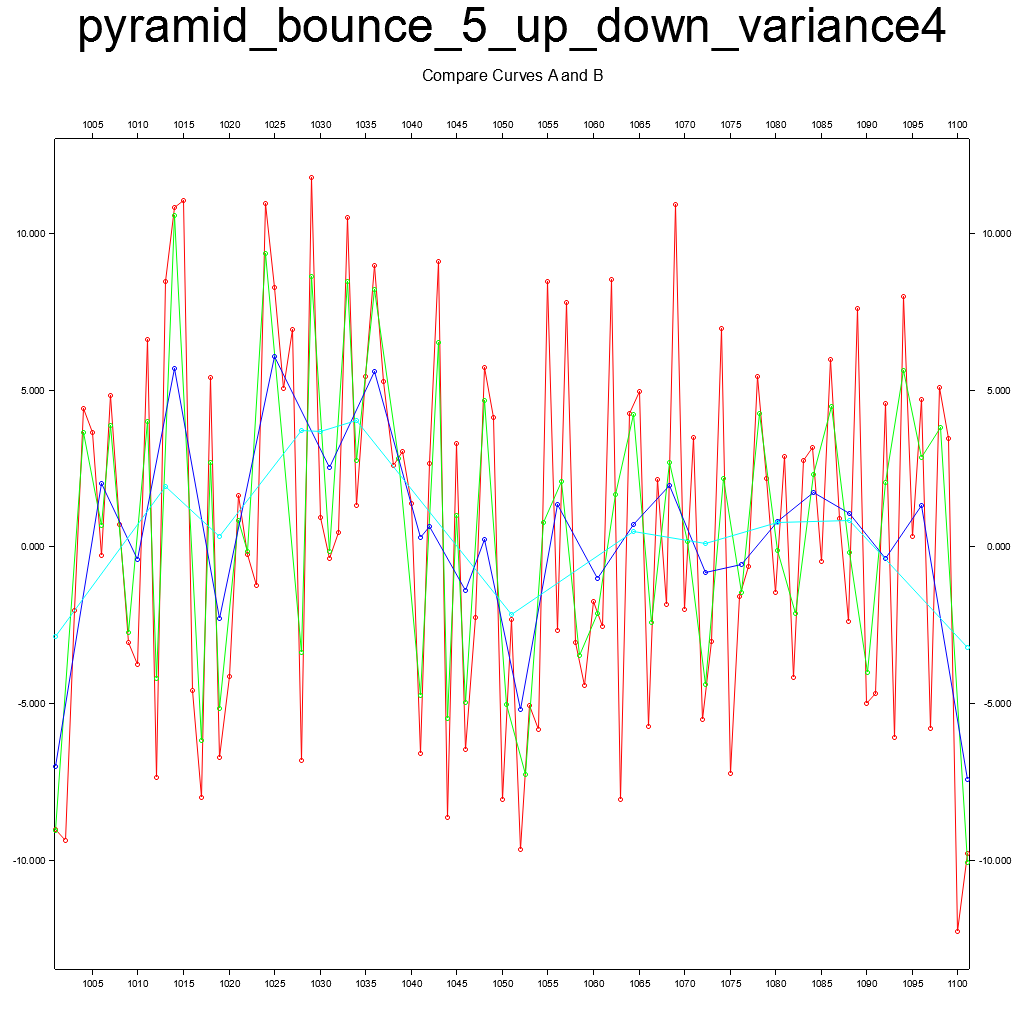 pyramid_bounce_5_up_down_variance4
Compare Curves A and B
1005 1010 1015 1020 1025 1030 1035 1040 1045 1050 1055 1060 1065 1070 1075 1080 1085 1090 1095 1100
10.000 10.000
5.000 5.000
0.000 0.000
-5.000 -5.000
-10.000 -10.000
1005 1010 1015 1020 1025 1030 1035 1040 1045 1050 1055 1060 1065 1070 1075 1080 1085 1090 1095 1100